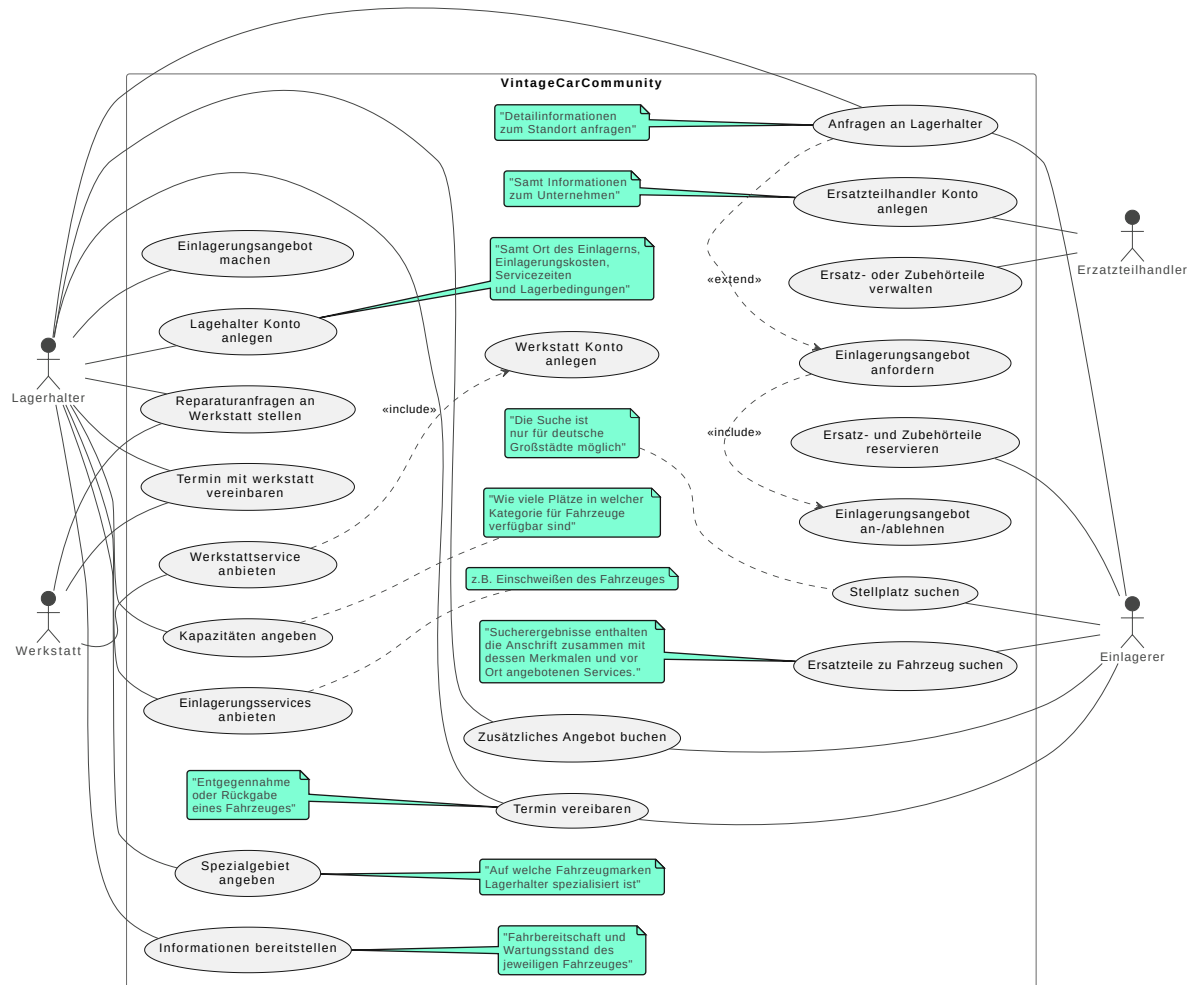 VintageCarCommunity
"Detailinformationen
zum Standort anfragen"
Anfragen an Lagerhalter
"Samt Informationen
zum Unternehmen"
Ersatzteilhandler Konto
anlegen
Einlagerungsangebot
machen
"Samt Ort des Einlagerns,
Einlagerungskosten,
Servicezeiten
und Lagerbedingungen"
«extend»
Ersatz- oder Zubehörteile
verwalten
Erzatzteilhandler
Lagehalter Konto
anlegen
Werkstatt Konto
anlegen
Einlagerungsangebot
anfordern
Lagerhalter
Reparaturanfragen an
Werkstatt stellen
«include»
"Die Suche ist
nur für deutsche
Großstädte möglich"
«include»
Ersatz- und Zubehörteile
reservieren
Termin mit werkstatt
vereinbaren
"Wie viele Plätze in welcher
Kategorie für Fahrzeuge
verfügbar sind"
Einlagerungsangebot
an-/ablehnen
Werkstattservice
anbieten
z.B. Einschweißen des Fahrzeuges
Stellplatz suchen
Werkstatt
Kapazitäten angeben
"Sucherergebnisse enthalten
die Anschrift zusammen mit
dessen Merkmalen und vor
Ort angebotenen Services."
Ersatzteile zu Fahrzeug suchen
Einlagerer
Einlagerungsservices
anbieten
Zusätzliches Angebot buchen
"Entgegennahme
oder Rückgabe
eines Fahrzeuges"
Termin vereibaren
Spezialgebiet
angeben
"Auf welche Fahrzeugmarken
Lagerhalter spezialisiert ist"
Informationen bereitstellen
"Fahrbereitschaft und
Wartungsstand des
jeweiligen Fahrzeuges"